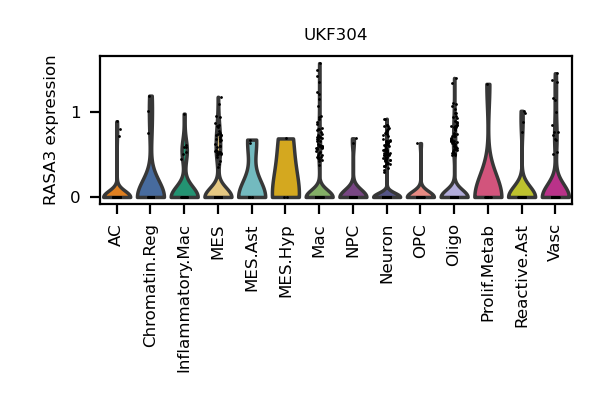 UKF304
RASA3 expression
1
0
AC
Chromatin.Reg
Inflammatory.Mac
MES
MES.Ast
MES.Hyp
Mac
NPC
Neuron
OPC
Oligo
Prolif.Metab
Reactive.Ast
Vasc